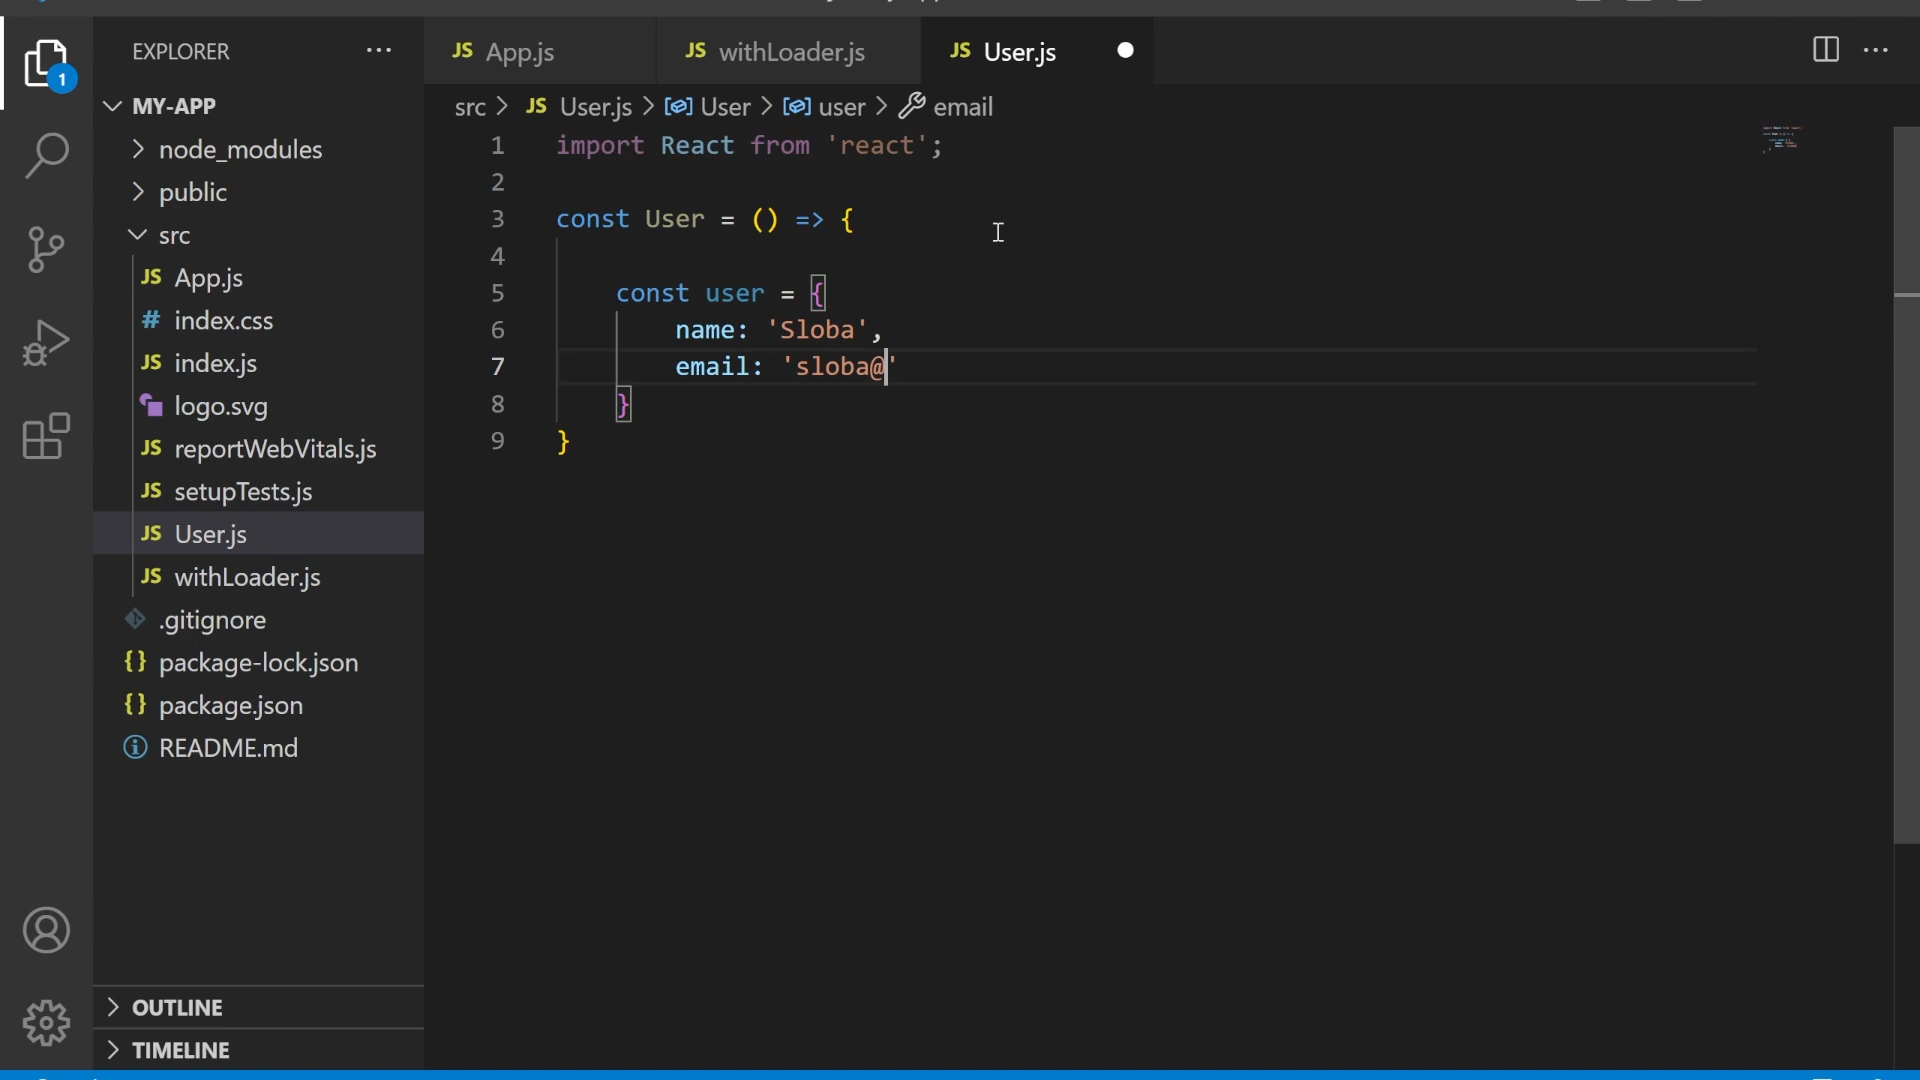 EXPLORER
MY-APP
node_modules
public
src
JS App.js
# index.css
JS index.js
logo.svg
JS reportWebVitals.js
JS setupTests.js
JS User.js
JS withLoader.js
.gitignore
{} package-lock.json
{} package.json
README.md
OUTLINE
TIMELINE
1
JS App.js
JS withLoader.js
JS User.js
src > JS User.js > User > user > email
1 import React from 'react';
2
3 const User = () => {
4
5 const user = {
6 name: 'Sloba',
7 email: 'sloba@'
8 }
9 }